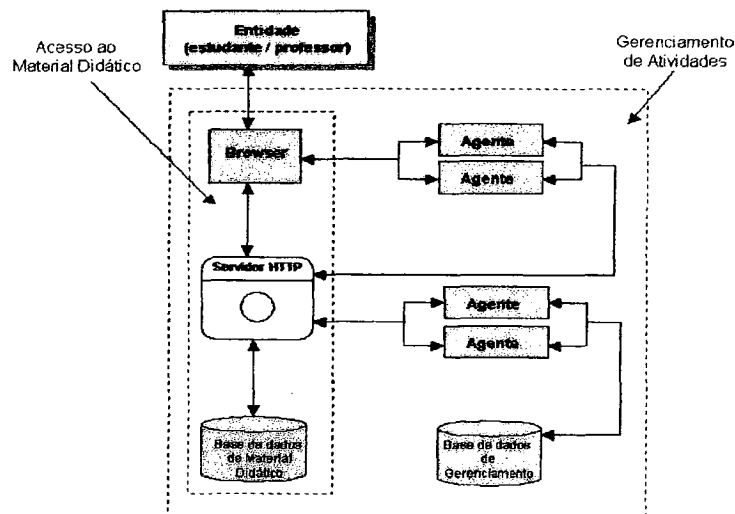 Entidade
(estudante / professor)
Acesso ao
Material Didático
Gerenciamento
de Atividades
Browser
Agente
Agente
Servidor HTTP
Agente
Agente
Base de dados
de Material
Didático
Base de dados
de
Gerenciamento